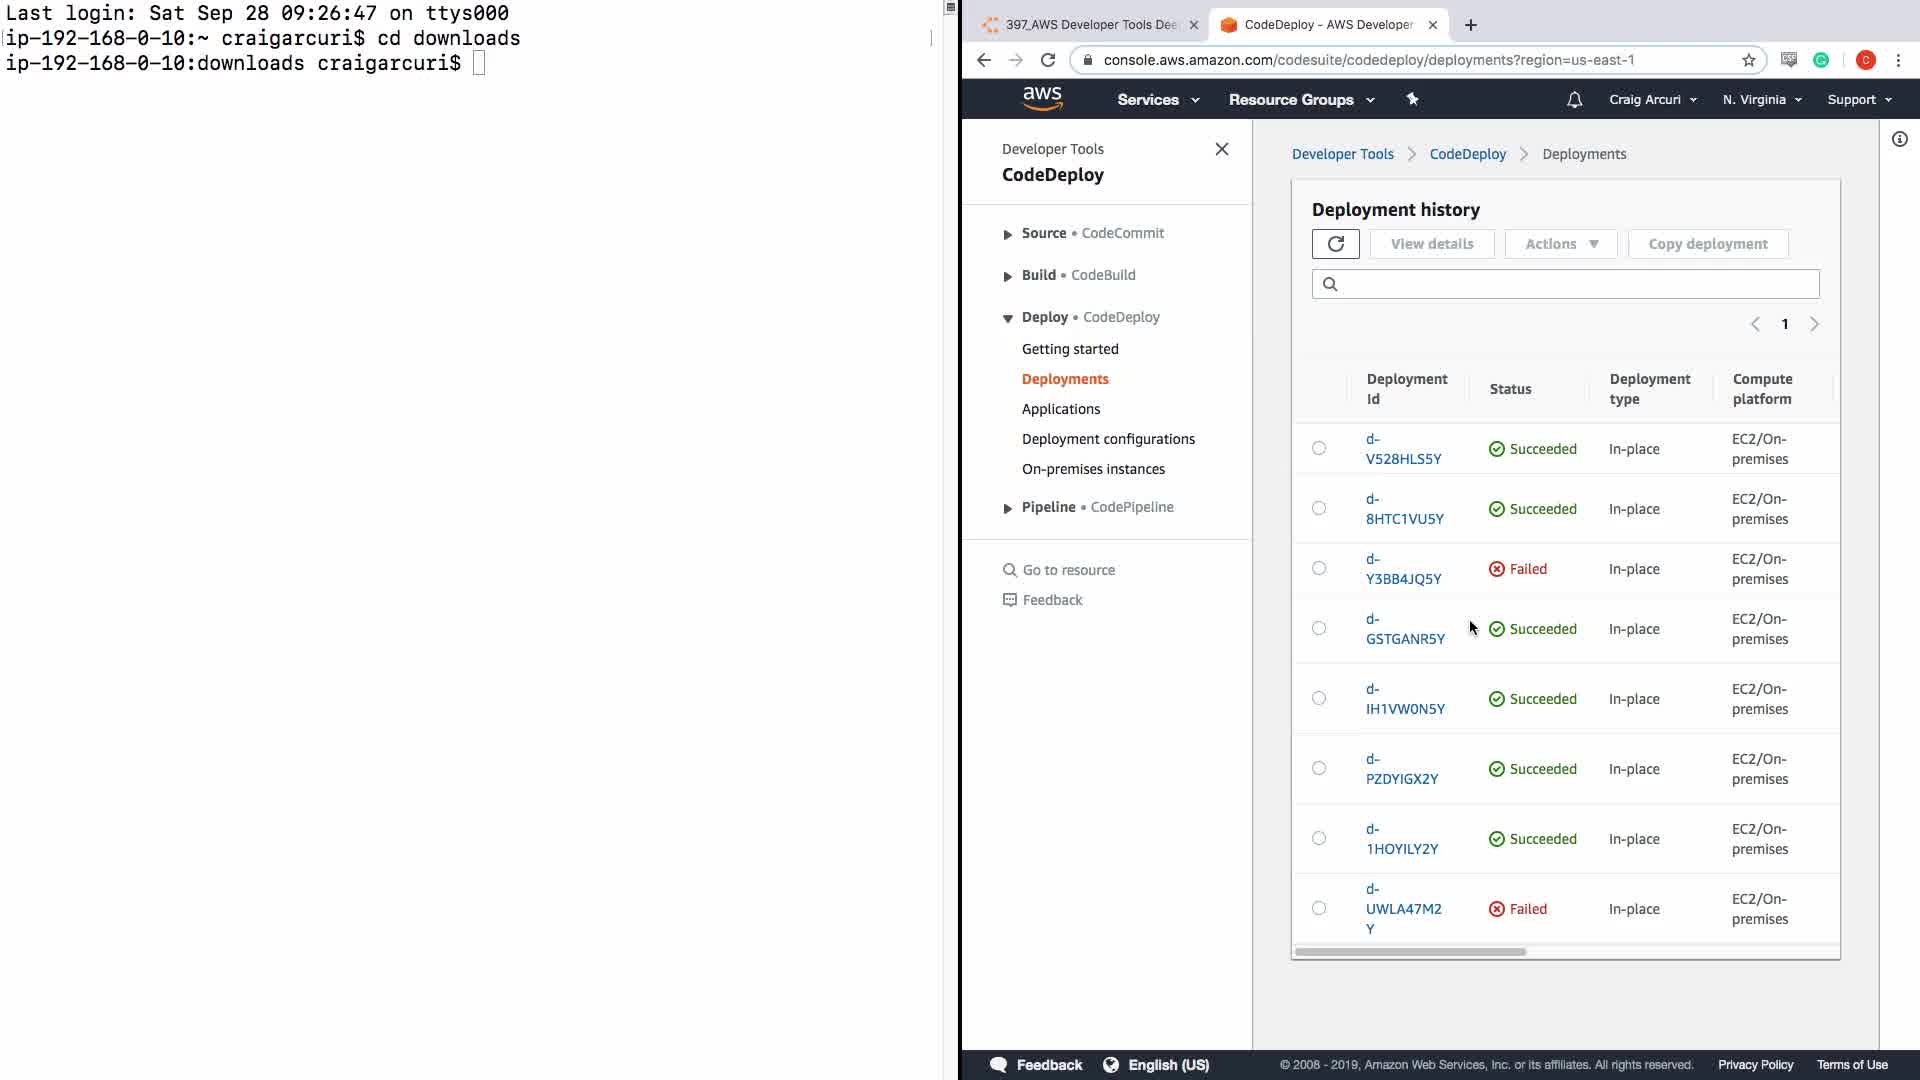 Last login: Sat Sep 28 09:26:47 on ttys000
ip-192-168-0-10:~ craigarcuri$ cd downloads
ip-192-168-0-10:downloads craigarcuri$
397_AWS Developer Tools Dee
CodeDeploy - AWS Developer
console.aws.amazon.com/codesuite/codedeploy/deployments?region=us-east-1
C
aws
Services
Resource Groups
Craig Arcuri
N. Virginia
Support
Developer Tools
CodeDeploy
Source • CodeCommit
Build • CodeBuild
Deploy • CodeDeploy
Getting started
Deployments
Applications
Deployment configurations
On-premises instances
Pipeline • CodePipeline
Go to resource
Feedback
Developer Tools
CodeDeploy
Deployments
Deployment history
View details
Actions
Copy deployment
1
Deployment Id
Status
Deployment type
Compute platform
d-
V528HLS5Y
Succeeded
In-place
EC2/On-
premises
d-
8HTC1VU5Y
Succeeded
In-place
EC2/On-
premises
d-
Y3BB4JQ5Y
Failed
In-place
EC2/On-
premises
d-
GSTGANR5Y
Succeeded
In-place
EC2/On-
premises
d-
IH1VW0N5Y
Succeeded
In-place
EC2/On-
premises
d-
PZDYIGX2Y
Succeeded
In-place
EC2/On-
premises
d-
1HOYILY2Y
Succeeded
In-place
EC2/On-
premises
d-
UWLA47M2
Y
Failed
In-place
EC2/On-
premises
Feedback
English (US)
© 2008 - 2019, Amazon Web Services, Inc. or its affiliates. All rights reserved.
Privacy Policy
Terms of Use